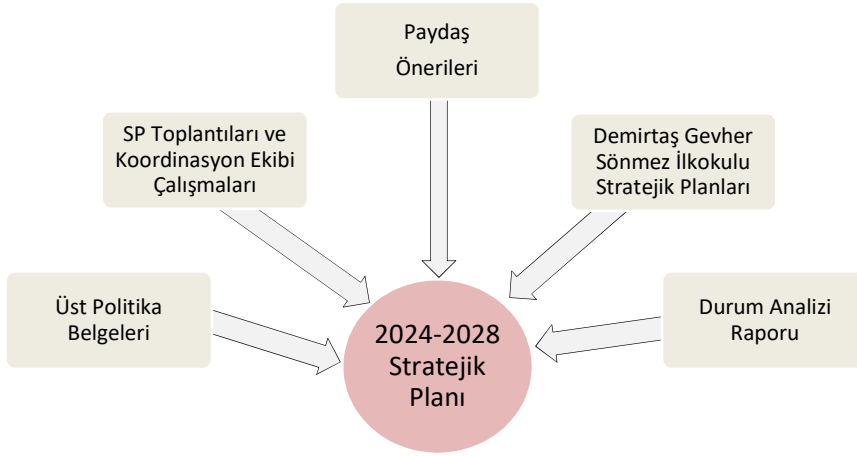 Paydaş
Önerileri
SP Toplantıları ve
Koordinasyon Ekibi
Çalışmaları
Demirtaş Gevher
Sönmez İlkokulu
Stratejik Planları
Üst Politika
Belgeleri
2024-2028
Stratejik
Planı
Durum Analizi
Raporu